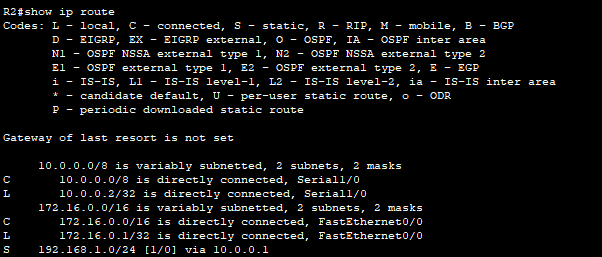 R2#show ip route
Codes: L - local, C - connected, S - static, R - RIP, M - mobile, B - BGP
       D - EIGRP, EX - EIGRP external, O - OSPF, IA - OSPF inter area
       N1 - OSPF NSSA external type 1, N2 - OSPF NSSA external type 2
       E1 - OSPF external type 1, E2 - OSPF external type 2, E - EGP
       i - IS-IS, L1 - IS-IS level-1, L2 - IS-IS level-2, ia - IS-IS inter area
       * - candidate default, U - per-user static route, o - ODR
       P - periodic downloaded static route
Gateway of last resort is not set
     10.0.0.0/8 is variably subnetted, 2 subnets, 2 masks
C       10.0.0.0/8 is directly connected, Serial1/0
L       10.0.0.2/32 is directly connected, Serial1/0
     172.16.0.0/16 is variably subnetted, 2 subnets, 2 masks
C       172.16.0.0/16 is directly connected, FastEthernet0/0
L       172.16.0.1/32 is directly connected, FastEthernet0/0
S    192.168.1.0/24 [1/0] via 10.0.0.1